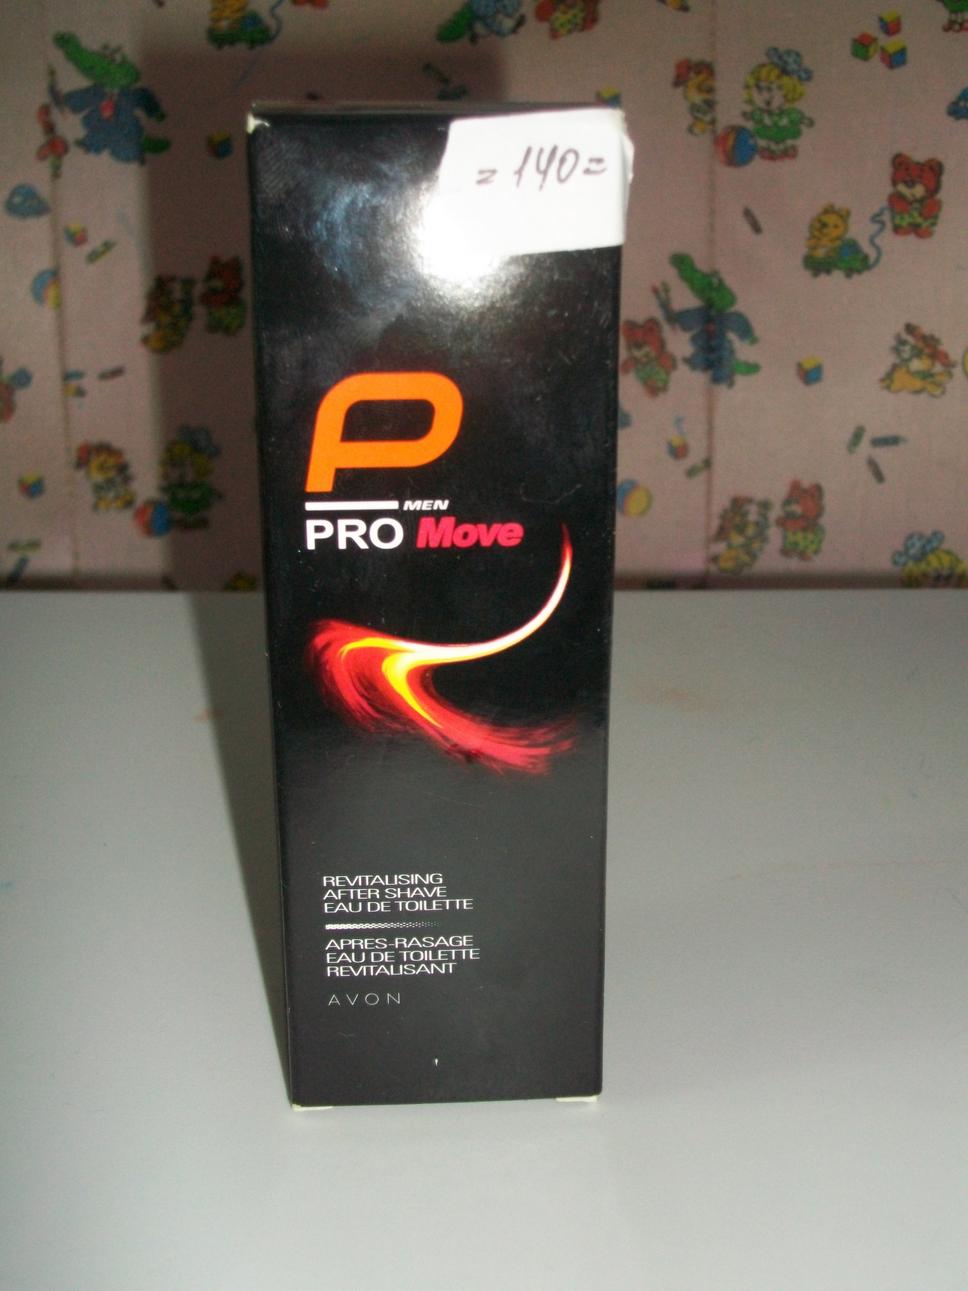 =140=
P
MEN
PRO Move
REVITALISING
AFTER SHAVE
EAU DE TOILETTE
APRES-RASAGE
EAU DE TOILETTE
REVITALISANT
AVON